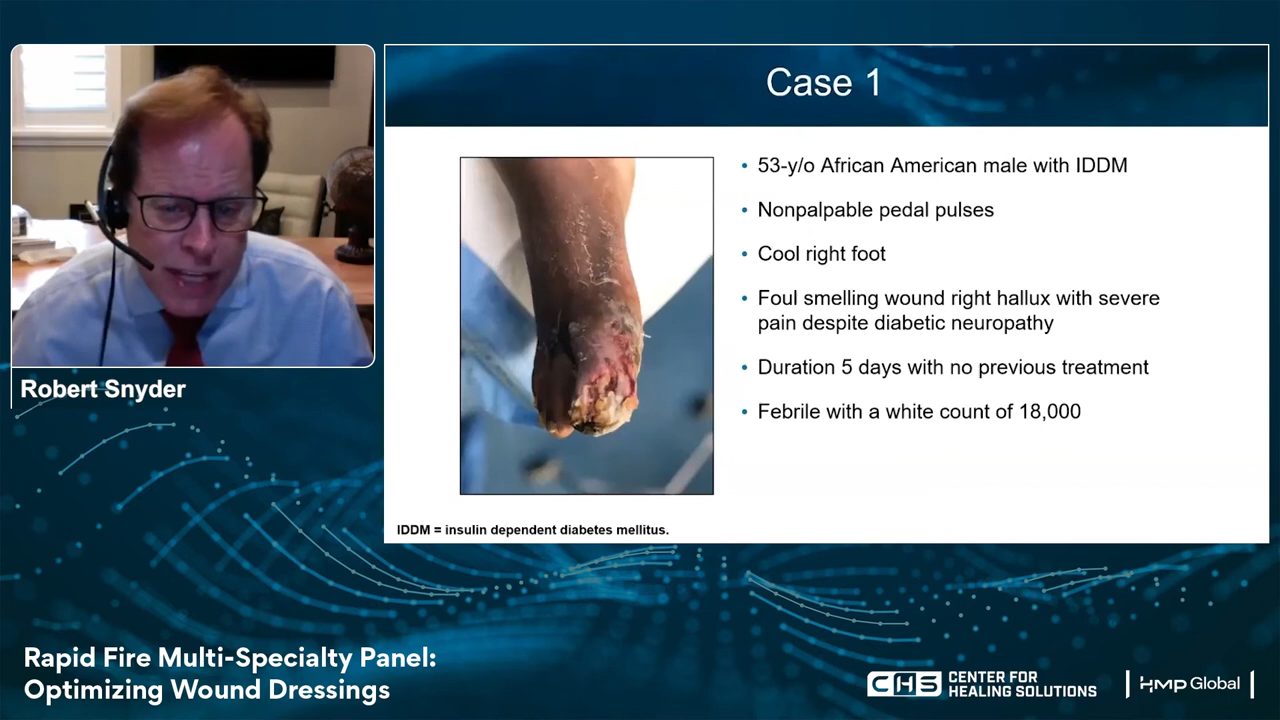 Case 1
• 53-y/o African American male with IDDM
• Nonpalpable pedal pulses
• Cool right foot
• Foul smelling wound right hallux with severe
pain despite diabetic neuropathy
• Duration 5 days with no previous treatment
• Febrile with a white count of 18,000
IDDM = insulin dependent diabetes mellitus.
Robert Snyder
Rapid Fire Multi-Specialty Panel:
Optimizing Wound Dressings
CHS CENTER FOR
HEALING SOLUTIONS
HMP Global